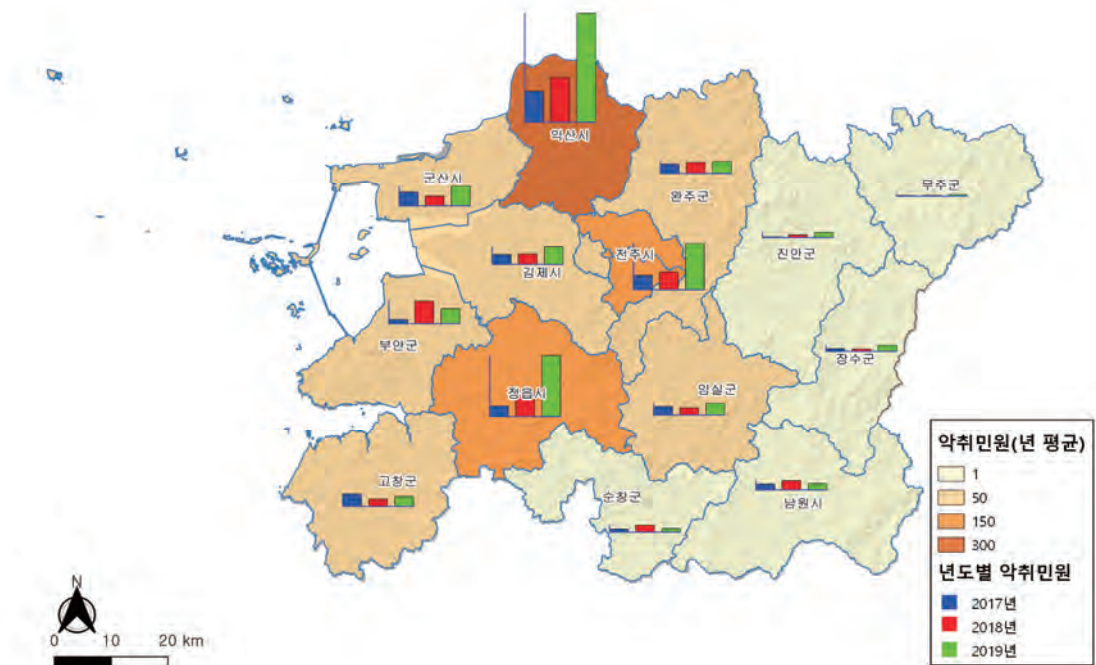 익산시
군산시
완주군
무주군
전주시
진안군
김제시
부안군
장수군
정읍시
임실군
고창군
순창군
남원시
악취민원(년 평균)
1
50
150
300
년도별 악취민원
2017년
2018년
2019년
N
0 10 20 km